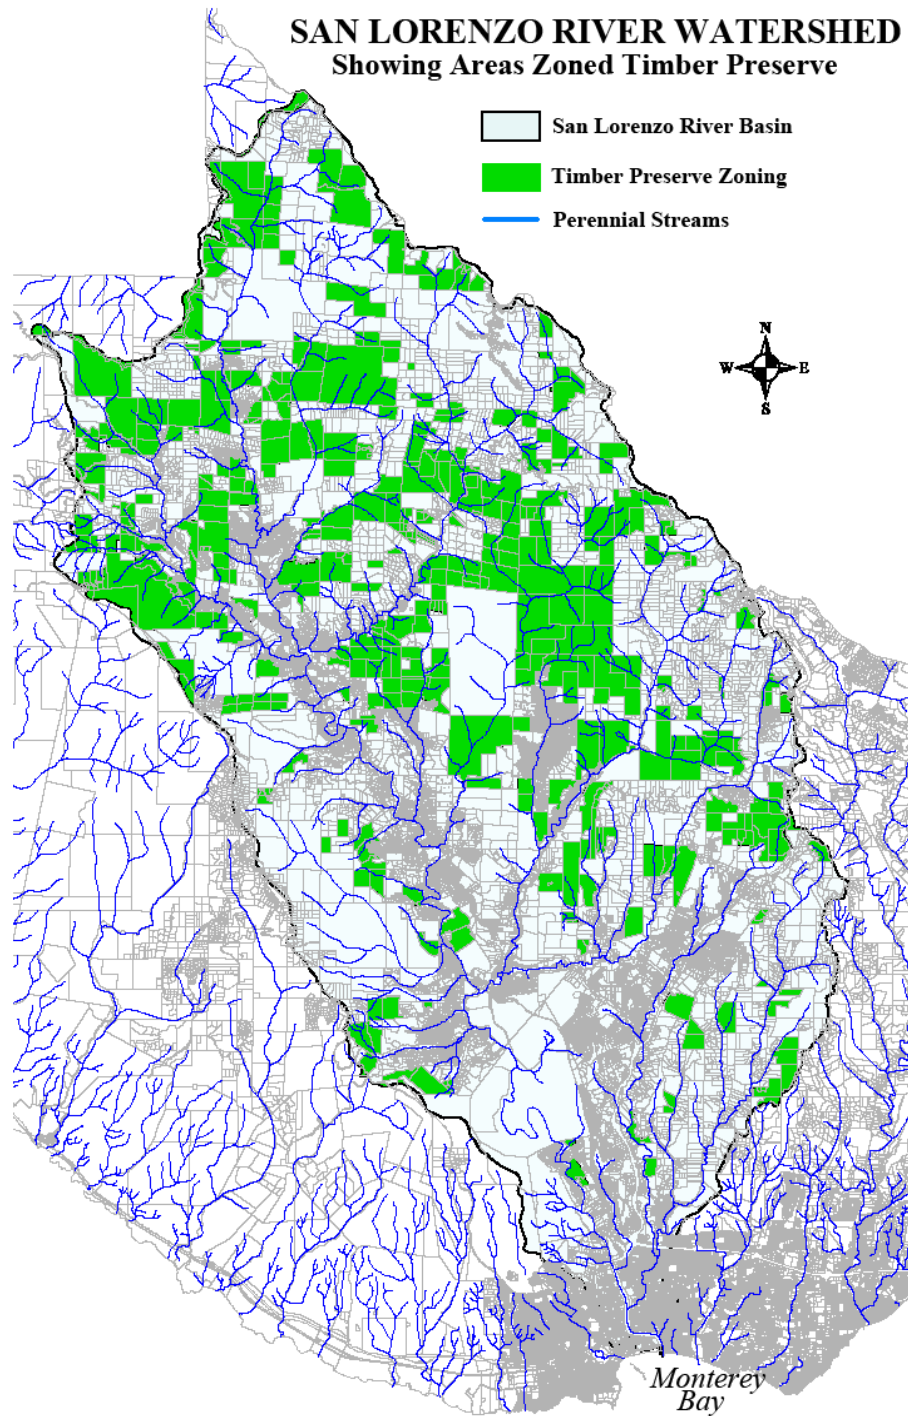 SAN LORENZO RIVER WATERSHED
Showing Areas Zoned Timber Preserve
San Lorenzo River Basin
Timber Preserve Zoning
Perennial Streams
N
W E
S
Monterey
Bay